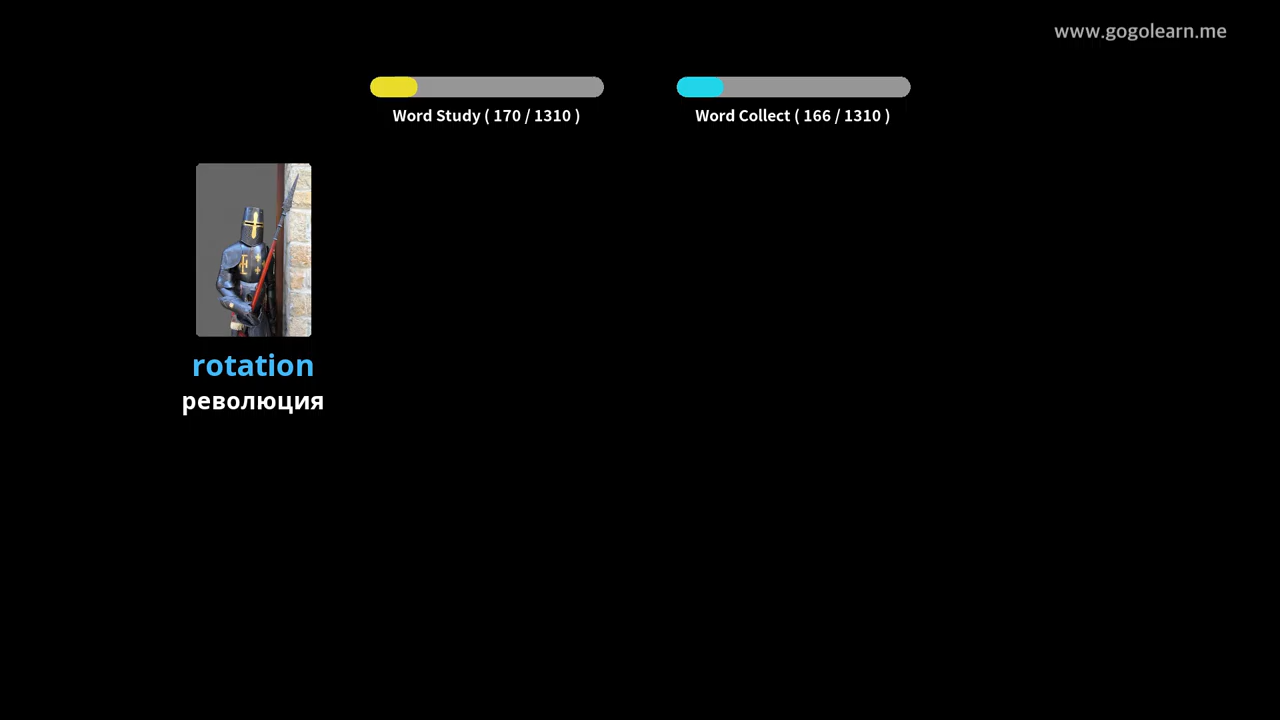 www.gogolearn.me
Word Study ( 170 / 1310 )
Word Collect ( 166 / 1310 )
rotation
революция